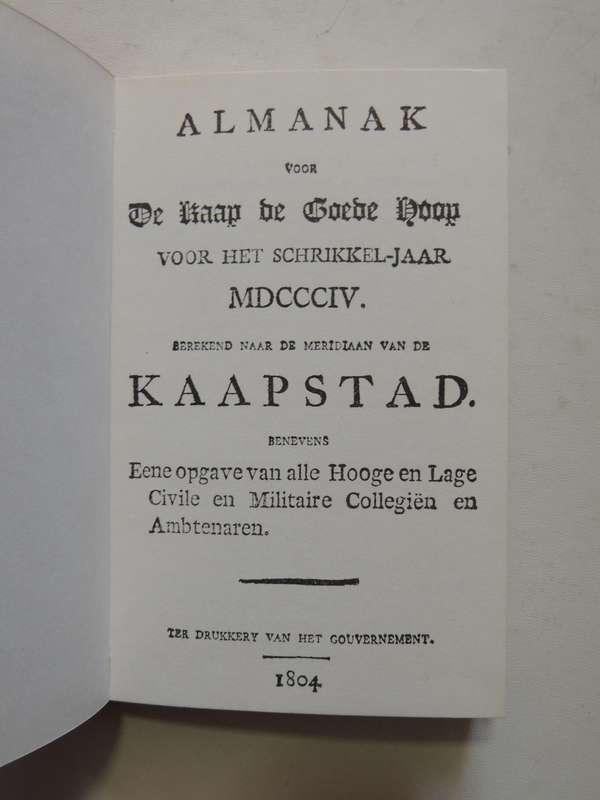 ALMANAK
VOOR
De Kaap de Goede Hoop
VOOR HET SCHRIKKEL-JAAR
MDCCCIV.
BEREKEND NAAR DE MERIDIAAN VAN DE
KAAPSTAD.
BENEVENS
Eene opgave van alle Hooge en Lage
Civile en Militaire Collegiën en
Ambtenaren.
TER DRUKKERY VAN HET GOUVERNEMENT.
1804